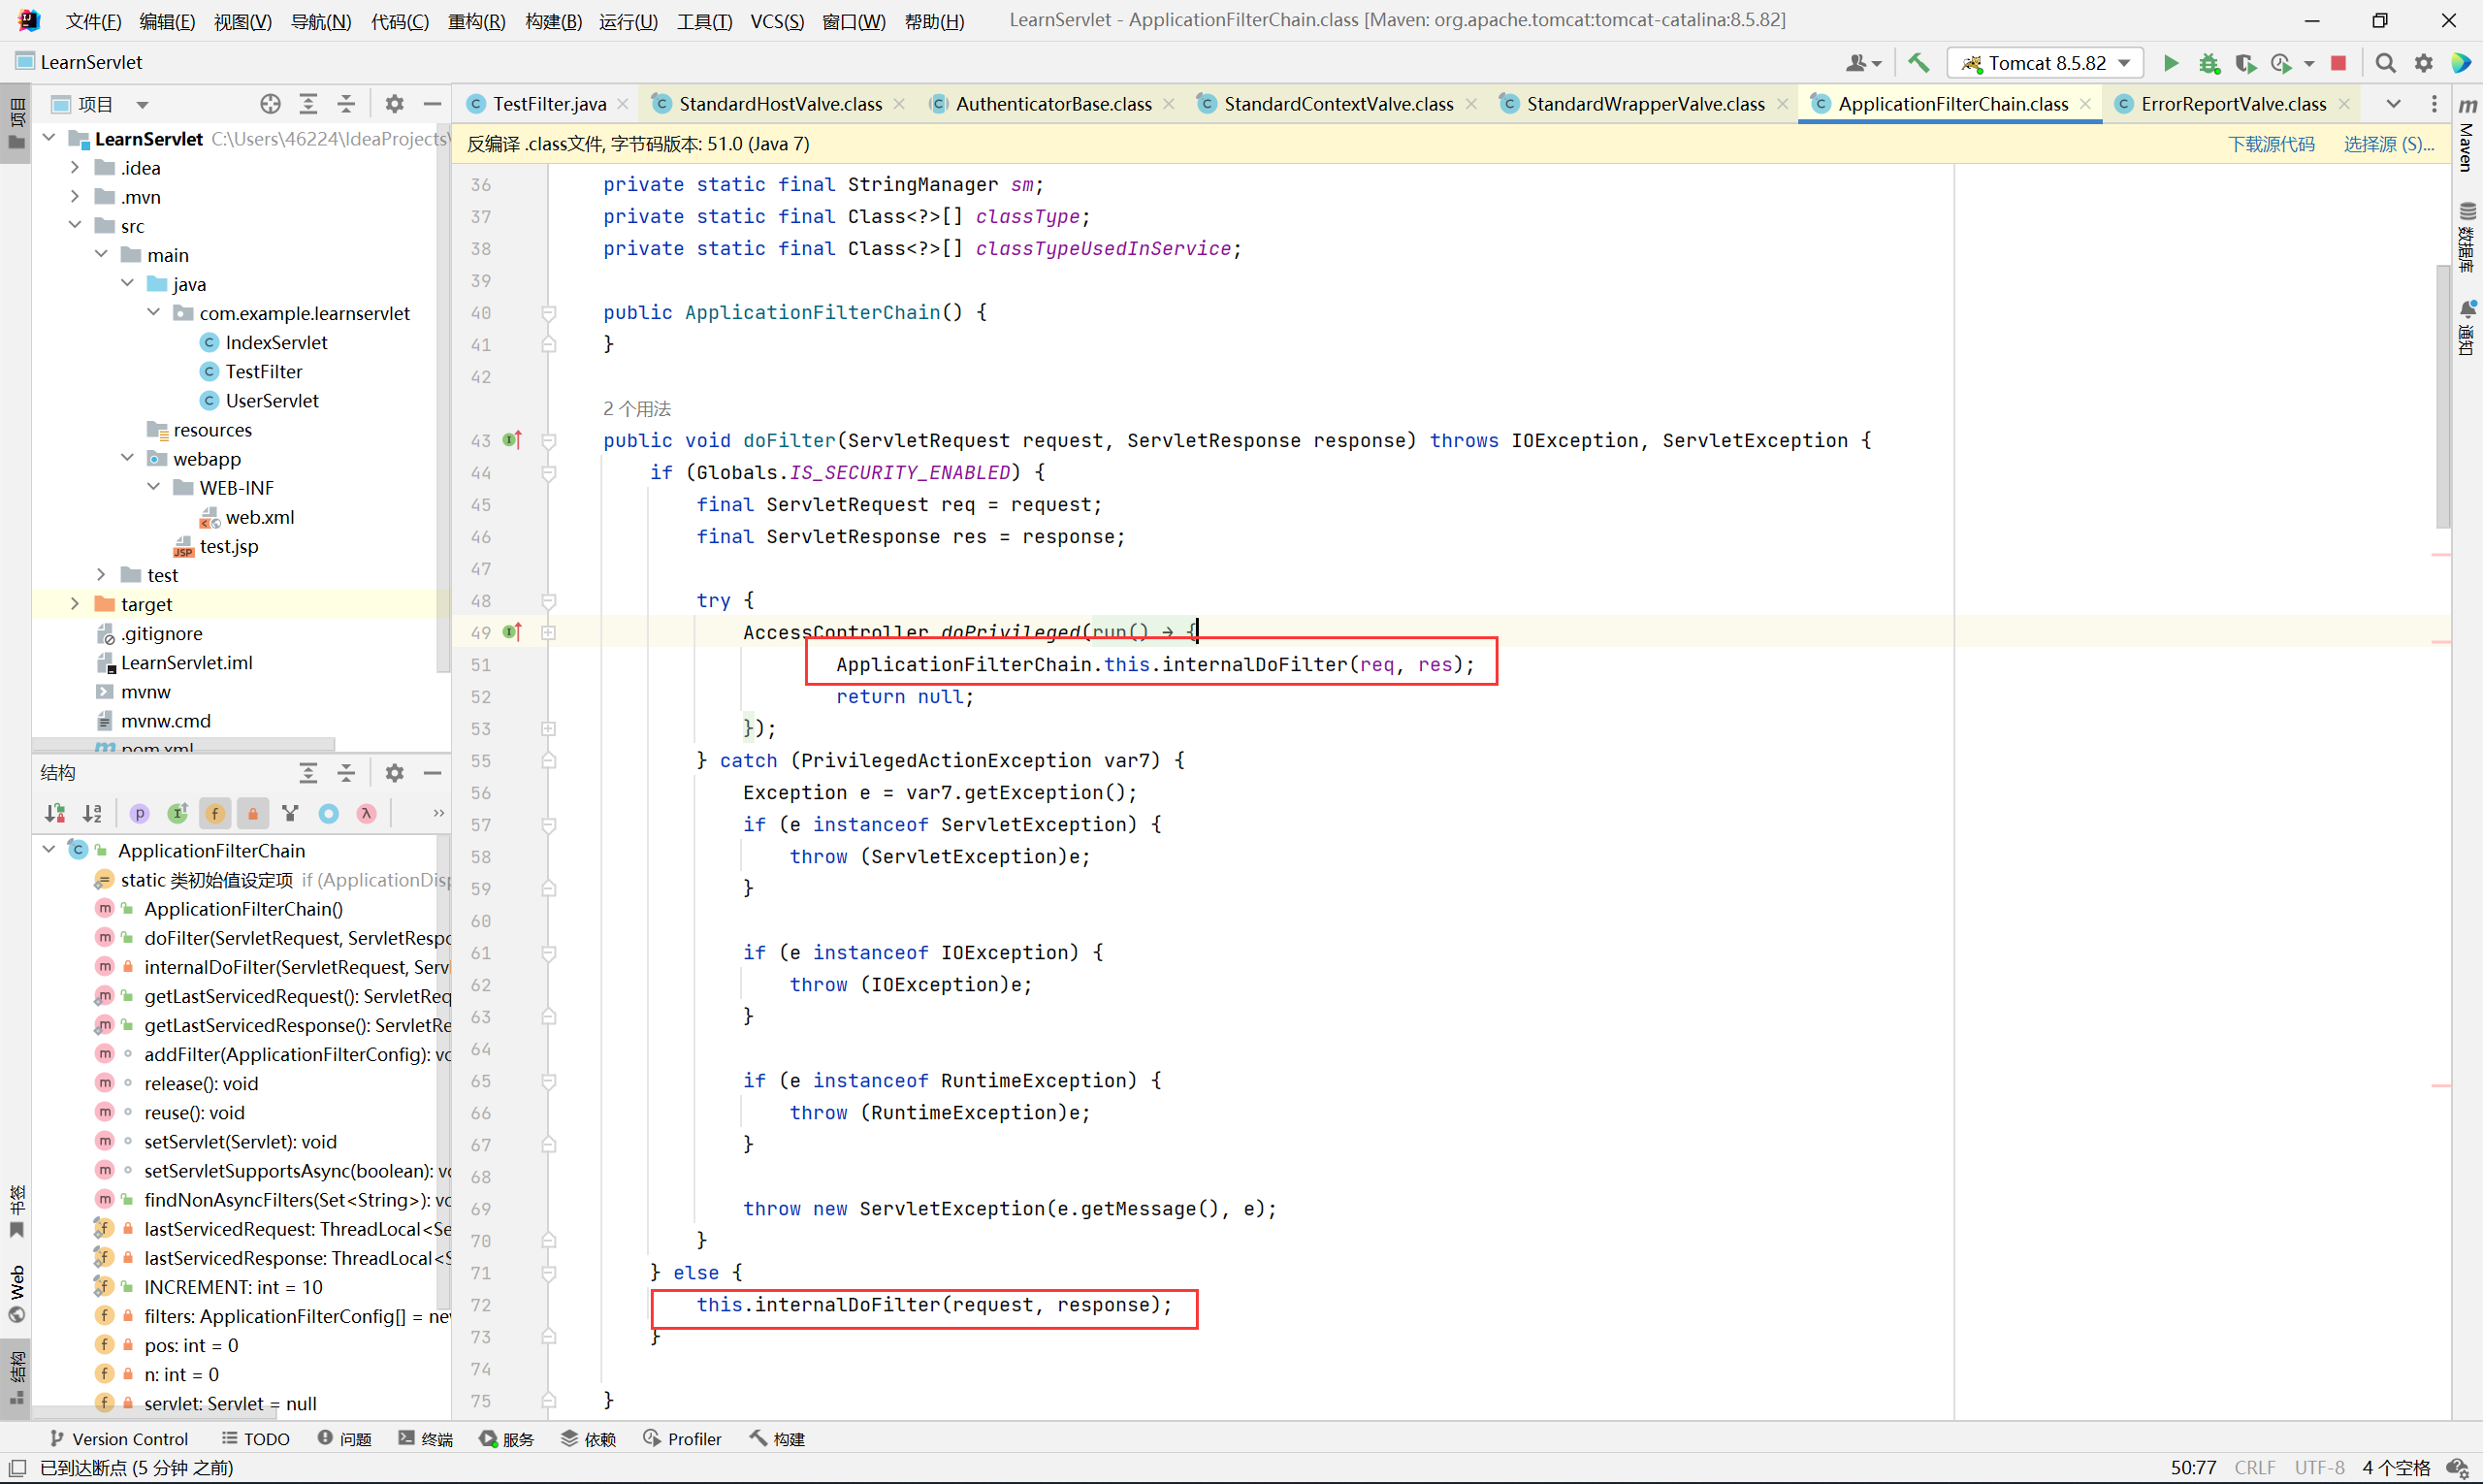 文件(F) 编辑(E) 视图(V) 导航(N) 代码(C) 重构(R) 构建(B) 运行(U) 工具(T) VCS(S) 窗口(W) 帮助(H) LearnServlet - ApplicationFilterChain.class [Maven: org.apache.tomcat:tomcat-catalina:8.5.82]
LearnServlet
Tomcat 8.5.82
项目
项目
TestFilter.java StandardHostValve.class AuthenticatorBase.class StandardContextValve.class StandardWrapperValve.class ApplicationFilterChain.class ErrorReportValve.class
反编译 .class文件, 字节码版本: 51.0 (Java 7) 下载源代码 选择源 (S)...
LearnServlet C:\Users\46224\IdeaProjects\
.idea
.mvn
src
main
java
com.example.learnservlet
IndexServlet
TestFilter
UserServlet
resources
webapp
WEB-INF
web.xml
test.jsp
test
target
.gitignore
LearnServlet.iml
mvnw
mvnw.cmd
pom.xml
结构
ApplicationFilterChain
static 类初始值设定项 if (ApplicationDisp
ApplicationFilterChain()
doFilter(ServletRequest, ServletRespo
internalDoFilter(ServletRequest, Serv
getLastServicedRequest(): ServletReq
getLastServicedResponse(): ServletRe
addFilter(ApplicationFilterConfig): vo
release(): void
reuse(): void
setServlet(Servlet): void
setServletSupportsAsync(boolean): vo
findNonAsyncFilters(Set<String>): vo
lastServicedRequest: ThreadLocal<Se
lastServicedResponse: ThreadLocal<S
INCREMENT: int = 10
filters: ApplicationFilterConfig[] = new
pos: int = 0
n: int = 0
servlet: Servlet = null
36 private static final StringManager sm;
37 private static final Class<?>[] classType;
38 private static final Class<?>[] classTypeUsedInService;
39
40 public ApplicationFilterChain() {
41 }
42
2 个用法
43 public void doFilter(ServletRequest request, ServletResponse response) throws IOException, ServletException {
44 if (Globals.IS_SECURITY_ENABLED) {
45 final ServletRequest req = request;
46 final ServletResponse res = response;
47
48 try {
49 AccessController.doPrivileged(run() → {
51 ApplicationFilterChain.this.internalDoFilter(req, res);
52 return null;
53 });
55 } catch (PrivilegedActionException var7) {
56 Exception e = var7.getException();
57 if (e instanceof ServletException) {
58 throw (ServletException)e;
59 }
60
61 if (e instanceof IOException) {
62 throw (IOException)e;
63 }
64
65 if (e instanceof RuntimeException) {
66 throw (RuntimeException)e;
67 }
68
69 throw new ServletException(e.getMessage(), e);
70 }
71 } else {
72 this.internalDoFilter(request, response);
73 }
74
75 }
Maven
数据库
通知
书签
Web
结构
Version Control TODO 问题 终端 服务 依赖 Profiler 构建
已到达断点 (5 分钟 之前) 50:77 CRLF UTF-8 4 个空格